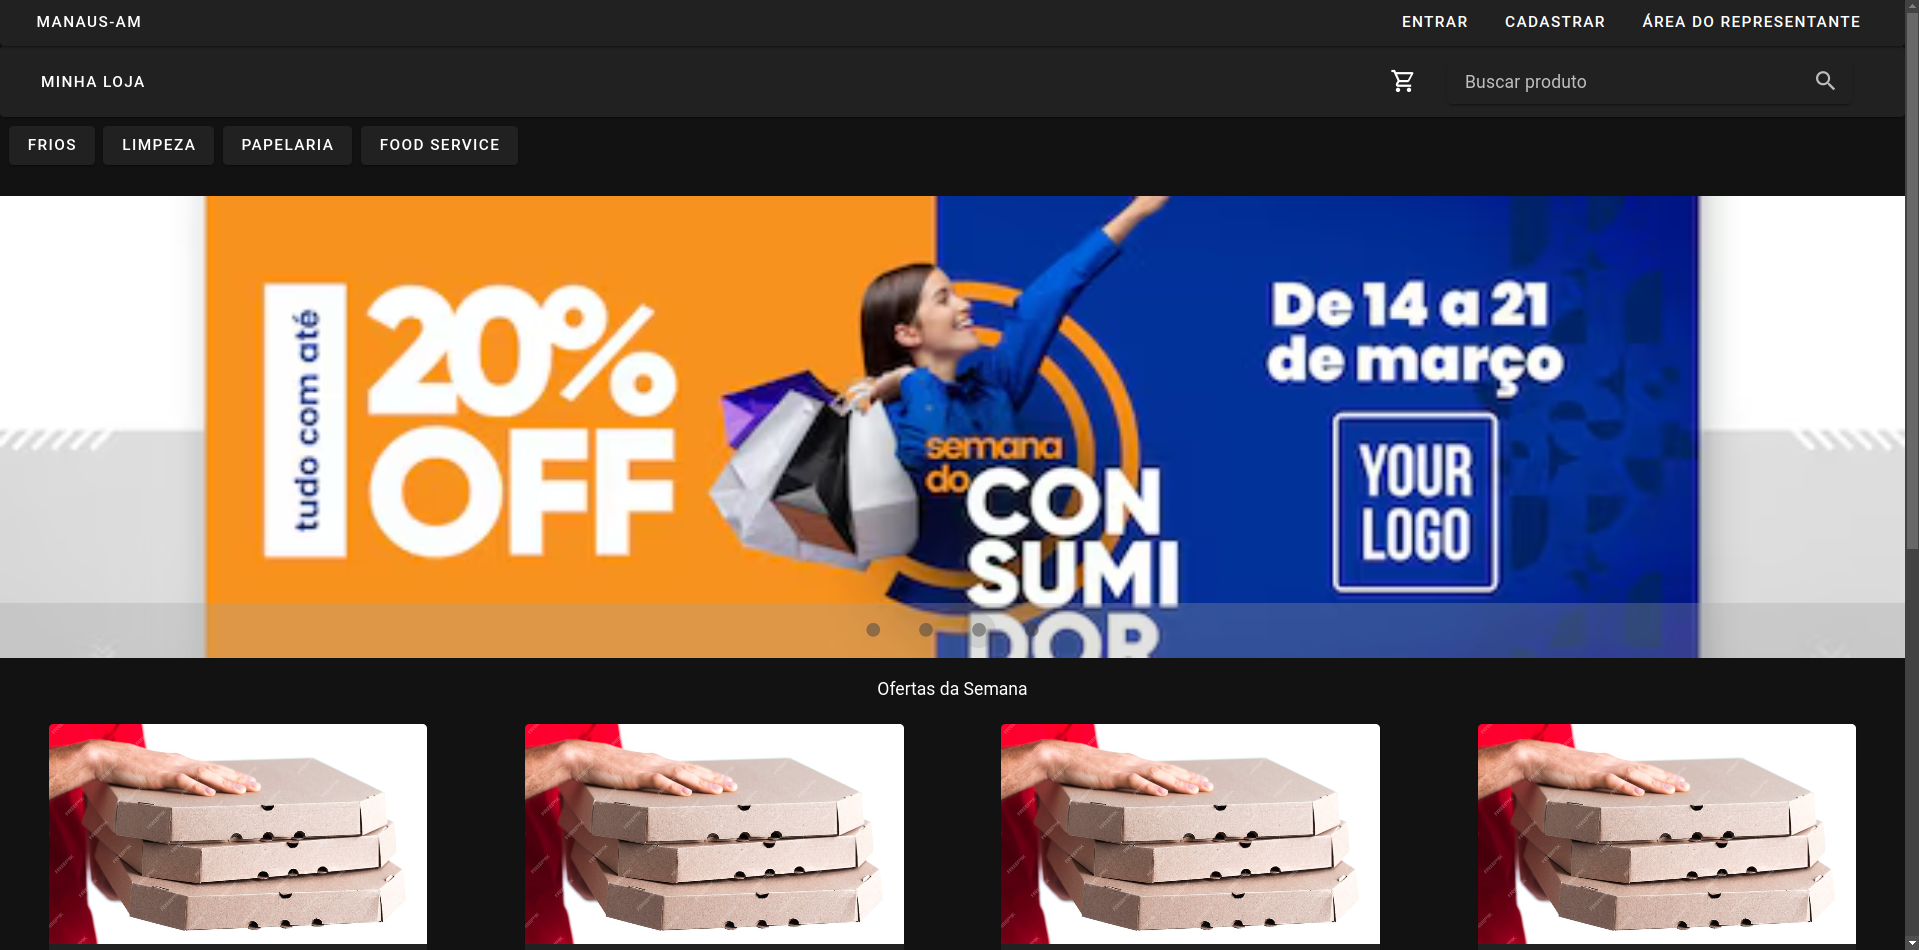 MANAUS-AM
ENTRAR
CADASTRAR
ÁREA DO REPRESENTANTE
MINHA LOJA
Buscar produto
FRIOS
LIMPEZA
PAPELARIA
FOOD SERVICE
tudo com até
20%
OFF
semana
do
CON
SUMI
DOR
De 14 a 21
de março
YOUR
LOGO
Ofertas da Semana